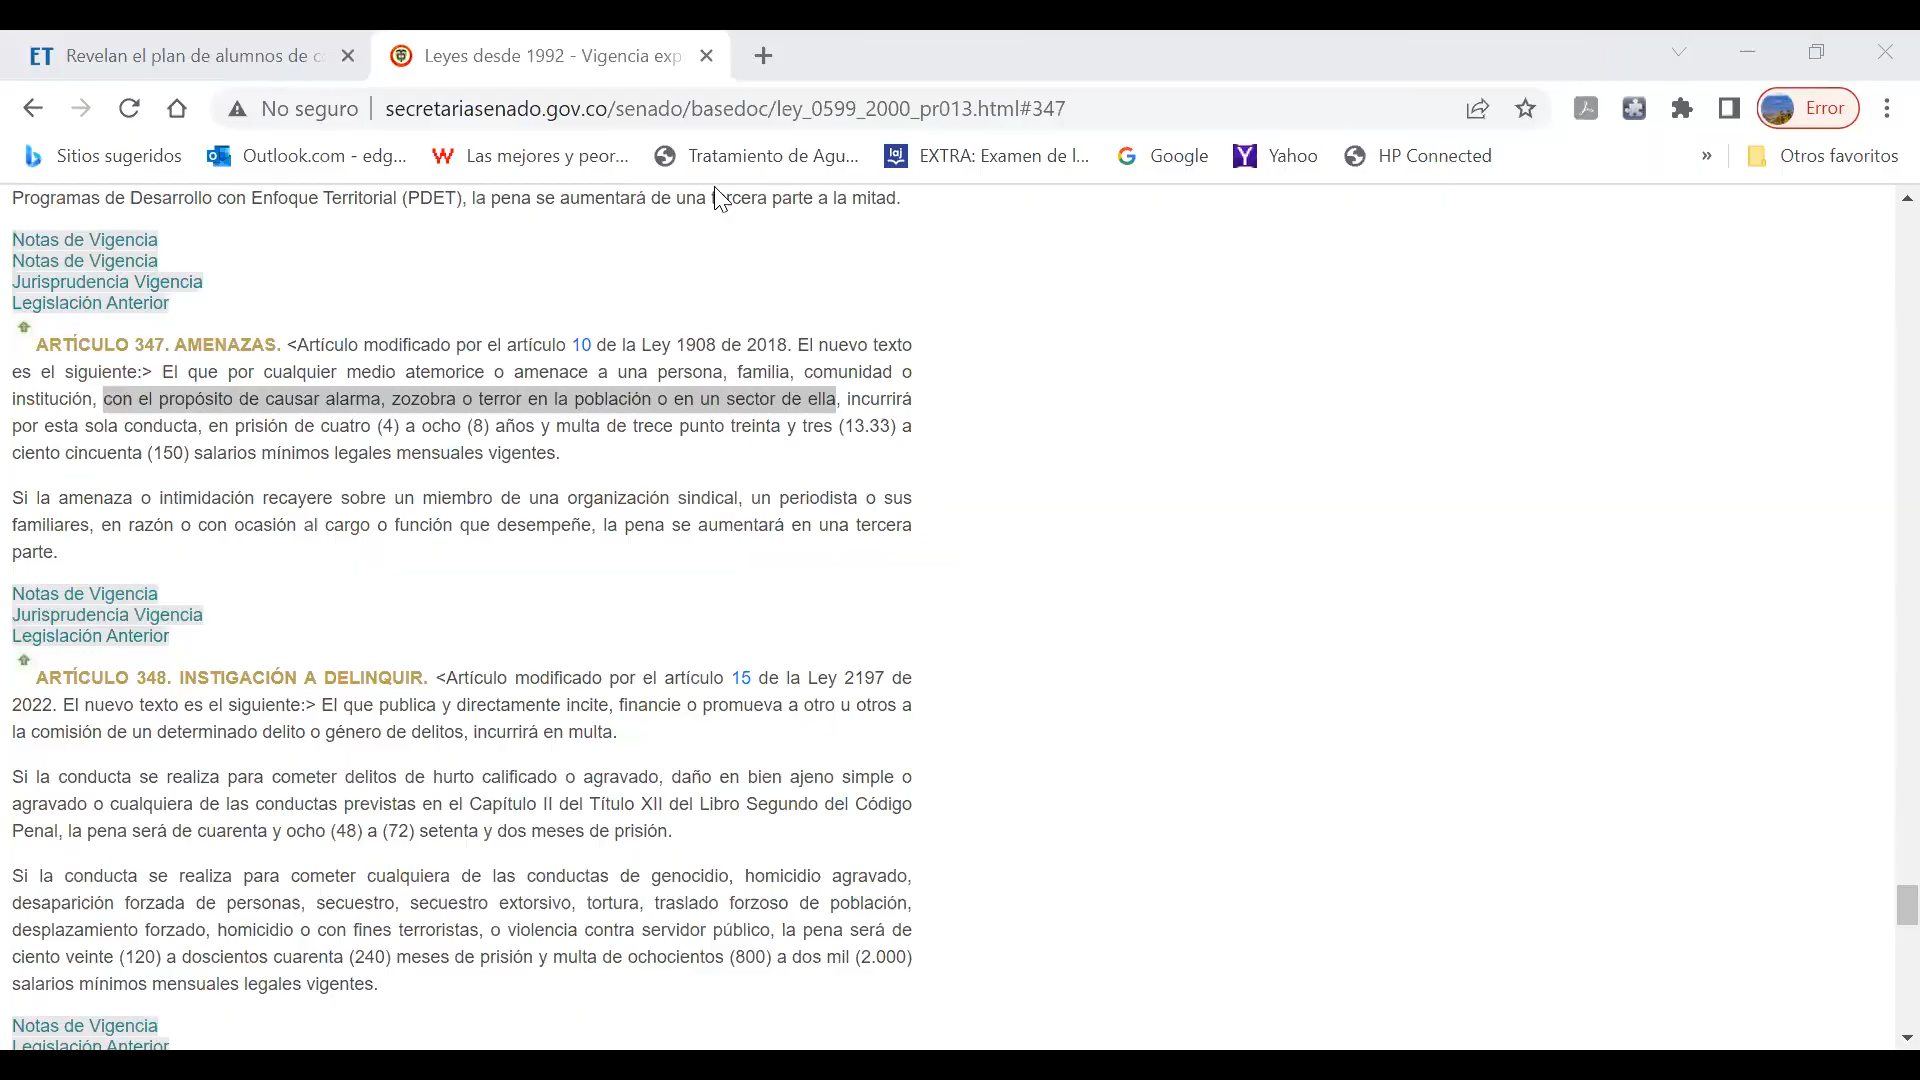 ET Revelan el plan de alumnos de c
Leyes desde 1992 - Vigencia exp
No seguro
secretariasenado.gov.co/senado/basedoc/ley_0599_2000_pr013.html#347
Error
Sitios sugeridos
Outlook.com - edg...
Las mejores y peor...
Tratamiento de Agu...
EXTRA: Examen de l...
Google
Yahoo
HP Connected
»
Otros favoritos
Programas de Desarrollo con Enfoque Territorial (PDET), la pena se aumentará de una tercera parte a la mitad.
Notas de Vigencia
Notas de Vigencia
Jurisprudencia Vigencia
Legislación Anterior
ARTÍCULO 347. AMENAZAS. <Artículo modificado por el artículo 10 de la Ley 1908 de 2018. El nuevo texto
es el siguiente:> El que por cualquier medio atemorice o amenace a una persona, familia, comunidad o
institución, con el propósito de causar alarma, zozobra o terror en la población o en un sector de ella, incurrirá
por esta sola conducta, en prisión de cuatro (4) a ocho (8) años y multa de trece punto treinta y tres (13.33) a
ciento cincuenta (150) salarios mínimos legales mensuales vigentes.
Si la amenaza o intimidación recayere sobre un miembro de una organización sindical, un periodista o sus
familiares, en razón o con ocasión al cargo o función que desempeñe, la pena se aumentará en una tercera
parte.
Notas de Vigencia
Jurisprudencia Vigencia
Legislación Anterior
ARTÍCULO 348. INSTIGACIÓN A DELINQUIR. <Artículo modificado por el artículo 15 de la Ley 2197 de
2022. El nuevo texto es el siguiente:> El que publica y directamente incite, financie o promueva a otro u otros a
la comisión de un determinado delito o género de delitos, incurrirá en multa.
Si la conducta se realiza para cometer delitos de hurto calificado o agravado, daño en bien ajeno simple o
agravado o cualquiera de las conductas previstas en el Capítulo II del Título XII del Libro Segundo del Código
Penal, la pena será de cuarenta y ocho (48) a (72) setenta y dos meses de prisión.
Si la conducta se realiza para cometer cualquiera de las conductas de genocidio, homicidio agravado,
desaparición forzada de personas, secuestro, secuestro extorsivo, tortura, traslado forzoso de población,
desplazamiento forzado, homicidio o con fines terroristas, o violencia contra servidor público, la pena será de
ciento veinte (120) a doscientos cuarenta (240) meses de prisión y multa de ochocientos (800) a dos mil (2.000)
salarios mínimos mensuales legales vigentes.
Notas de Vigencia
Legislación Anterior